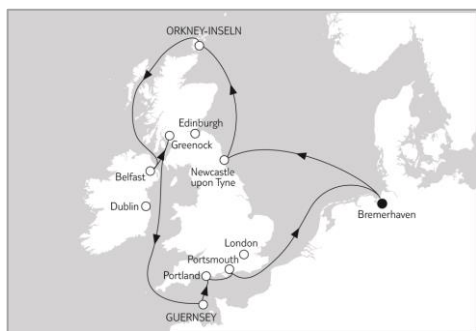 ORKNEY-INSELN
Edinburgh
Greenock
Newcastle
upon Tyne
Belfast
Dublin
Bremerhaven
London
Portsmouth
Portland
GUERNSEY